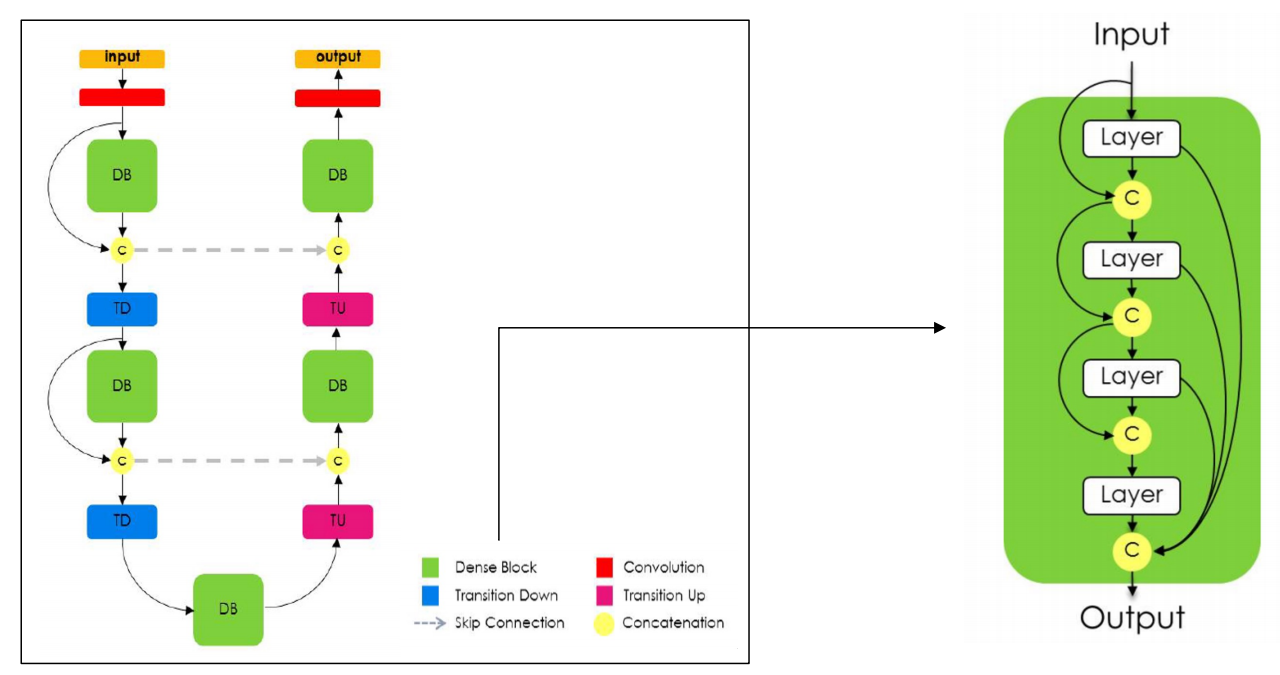 input
output
DB
DB
C
C
TD
TU
DB
DB
C
C
TD
TU
DB
Dense Block
Convolution
Transition Down
Transition Up
Skip Connection
Concatenation
Input
Layer
C
Layer
C
Layer
C
Layer
C
Output